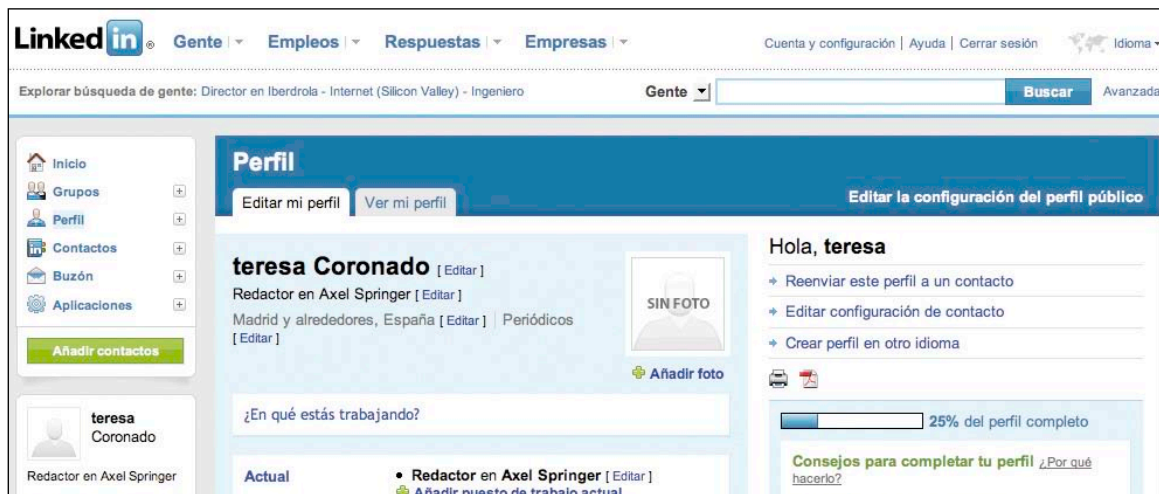 Linked in ®
Gente Empleos Respuestas Empresas
Cuenta y configuración | Ayuda | Cerrar sesión Idioma
Explorar búsqueda de gente: Director en Iberdrola - Internet (Silicon Valley) - Ingeniero
Gente Buscar Avanzada
Inicio
Grupos
Perfil
Contactos
Buzón
Aplicaciones
Añadir contactos
teresa
Coronado
Redactor en Axel Springer
Perfil
Editar mi perfil Ver mi perfil
Editar la configuración del perfil público
teresa Coronado [ Editar ]
Redactor en Axel Springer [ Editar ]
Madrid y alrededores, España [ Editar ] | Periódicos
[ Editar ]
SIN FOTO
Añadir foto
¿En qué estás trabajando?
Actual
• Redactor en Axel Springer [ Editar ]
Añadir puesto de trabajo actual
Hola, teresa
Reenviar este perfil a un contacto
Editar configuración de contacto
Crear perfil en otro idioma
25% del perfil completo
Consejos para completar tu perfil ¿Por qué
hacerlo?